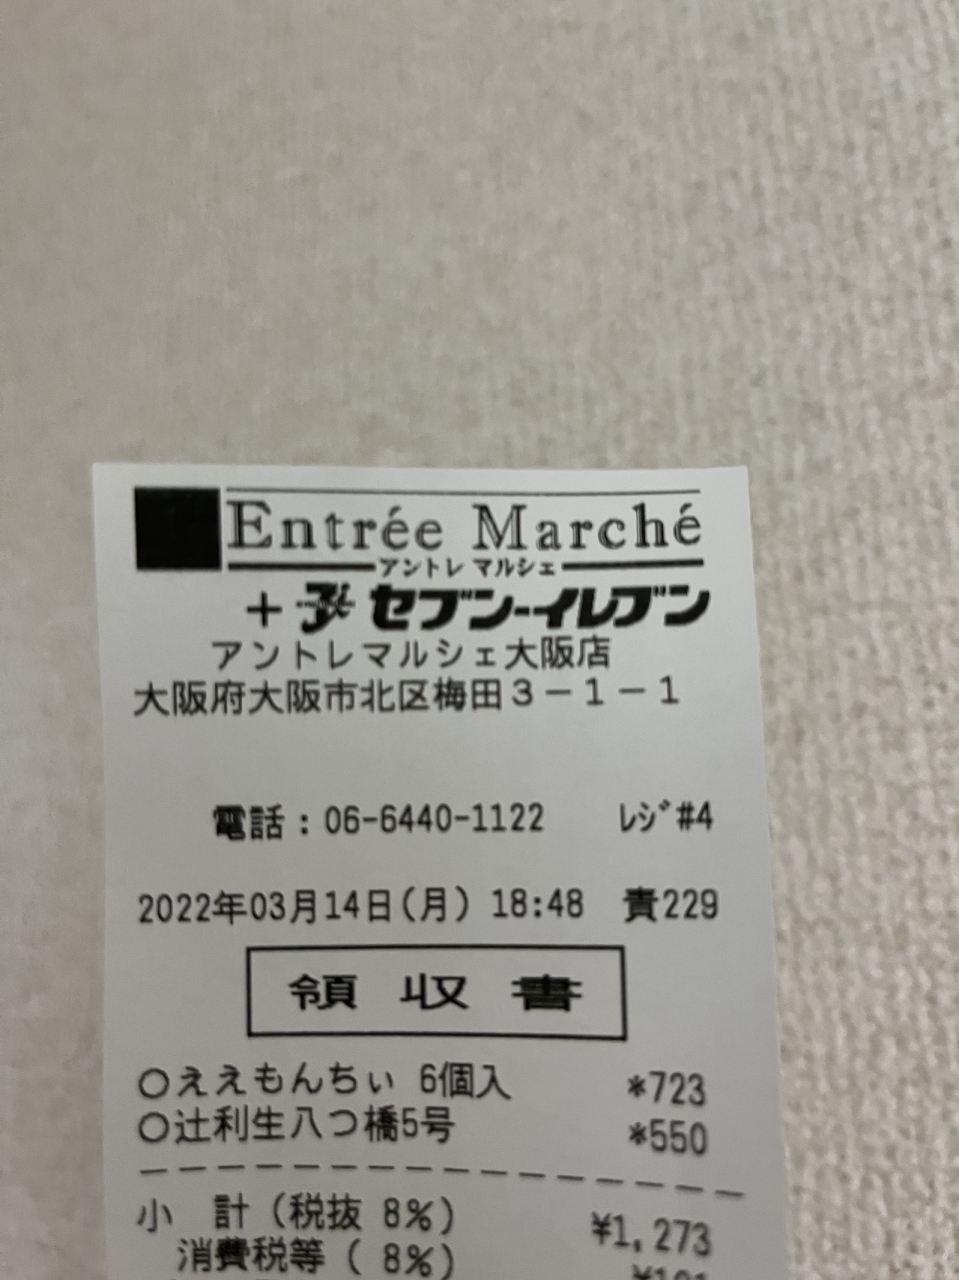 Entrée Marché
アントレ マルシェ
+ セブン-イレブン
アントレマルシェ大阪店
大阪府大阪市北区梅田3-1-1
電話:06-6440-1122 レジ#4
2022年03月14日(月) 18:48 責229
領収書
○ええもんちぃ 6個入 *723
○辻利生八つ橋5号 *550
小 計(税抜 8%) ¥1,273
消費税等( 8%)